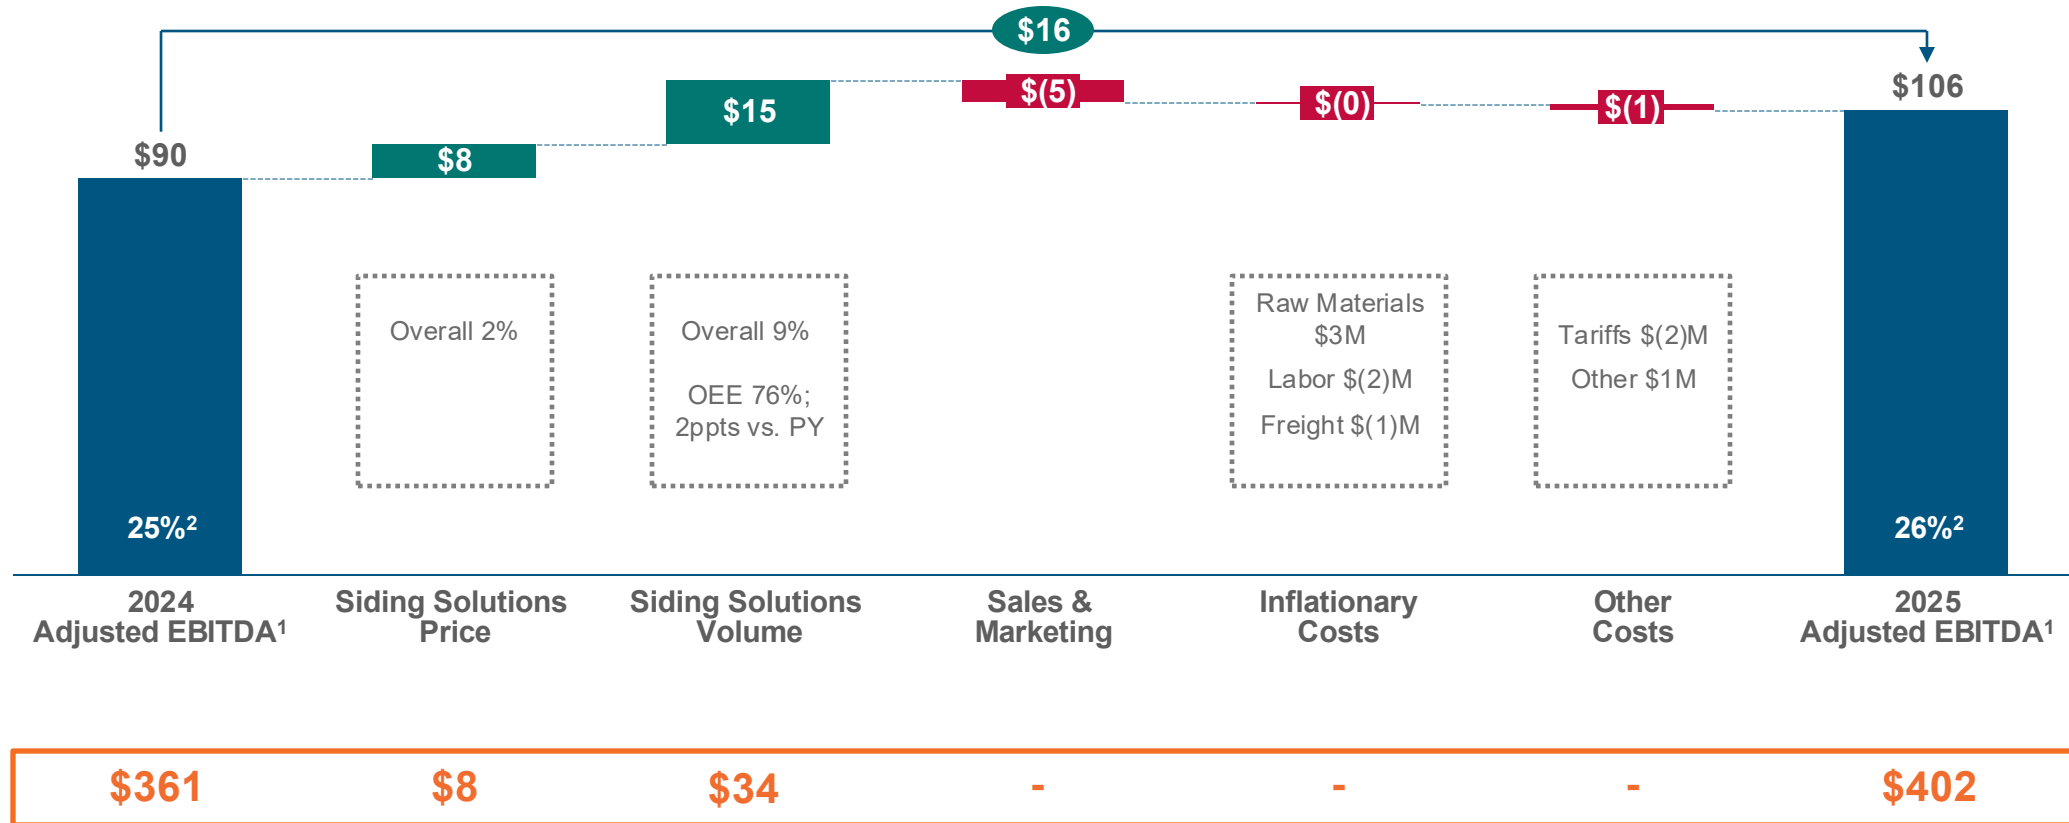 $16
$90
$8
$15
$(5)
$(0)
$(1)
$106
Overall 2%
Overall 9%
OEE 76%;
2ppts vs. PY
Raw Materials
$3M
Labor $(2)M
Freight $(1)M
Tariffs $(2)M
Other $1M
25%²
26%²
2024
Adjusted EBITDA¹
Siding Solutions
Price
Siding Solutions
Volume
Sales &
Marketing
Inflationary
Costs
Other
Costs
2025
Adjusted EBITDA¹
$361 $8 $34 - - - $402